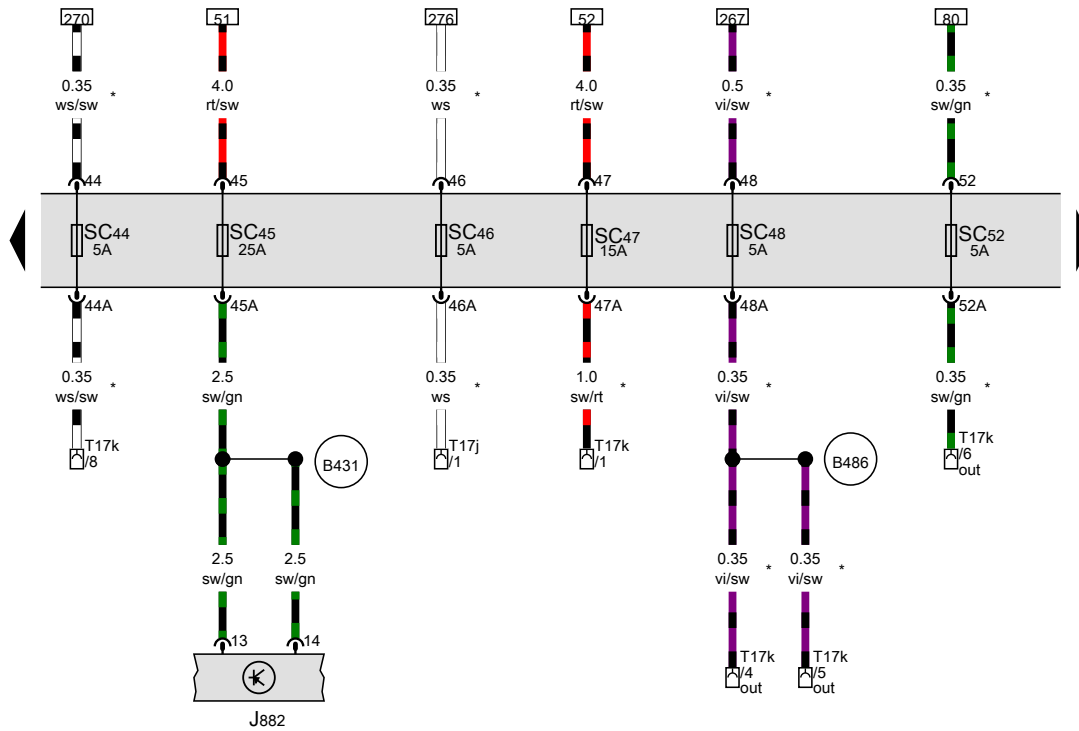 270 51 276 52 267 80
0.35 4.0 0.35 4.0 0.5 0.35
ws/sw * rt/sw ws * rt/sw vi/sw * sw/gn *
44 45 46 47 48 52
SC44 SC45 SC46 SC47 SC48 SC52
5A 25A 5A 15A 5A 5A
44A 45A 46A 47A 48A 52A
0.35 2.5 0.35 1.0 0.35 0.35
ws/sw * sw/gn ws * sw/rt * vi/sw * sw/gn *
T17k T17j T17k T17k
/8 /1 /1 /6
out
B431 B486
2.5 2.5 0.35 0.35
sw/gn sw/gn vi/sw * vi/sw *
13 14
T17k T17k
/4 /5
out out
J882